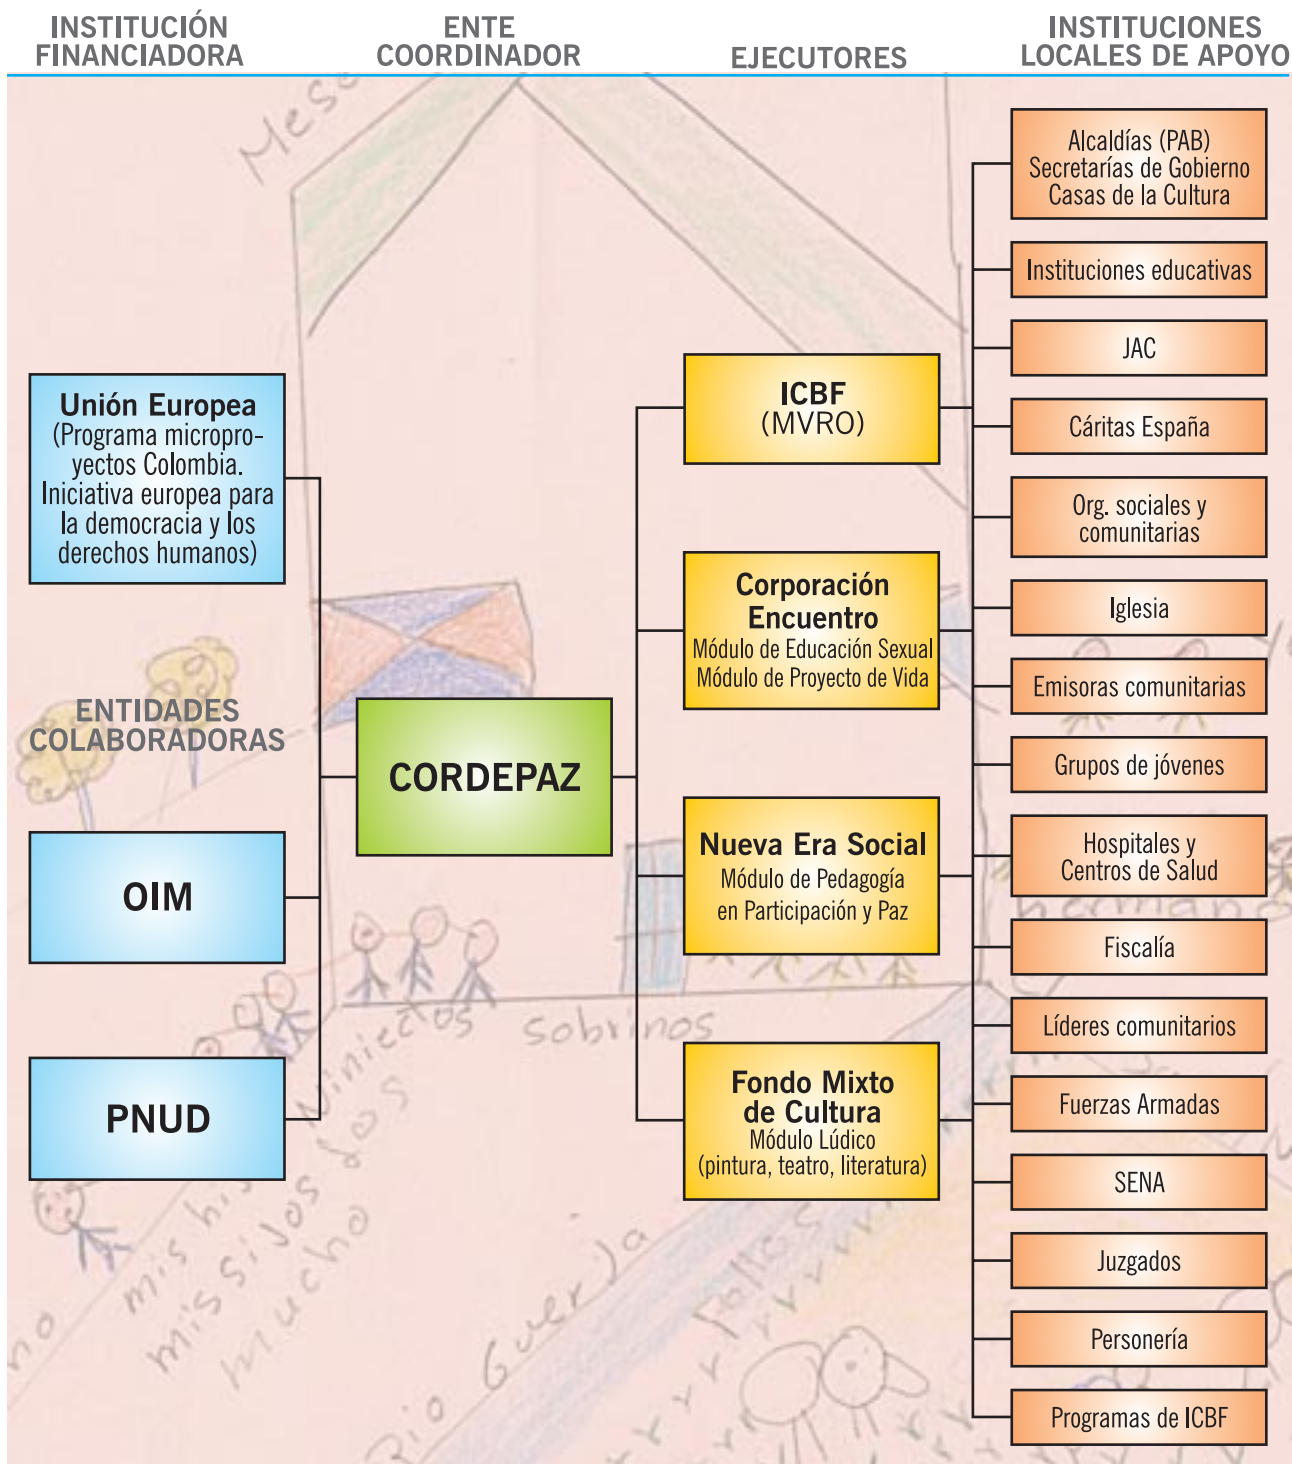 INSTITUCIÓN
FINANCIADORA
ENTE
COORDINADOR
EJECUTORES
INSTITUCIONES
LOCALES DE APOYO
Unión Europea
(Programa micropro-
yectos Colombia.
Iniciativa europea para
la democracia y los
derechos humanos)
ENTIDADES
COLABORADORAS
OIM
PNUD
CORDEPAZ
ICBF
(MVRO)
Corporación
Encuentro
Módulo de Educación Sexual
Módulo de Proyecto de Vida
Nueva Era Social
Módulo de Pedagogía
en Participación y Paz
Fondo Mixto
de Cultura
Módulo Lúdico
(pintura, teatro, literatura)
Alcaldías (PAB)
Secretarías de Gobierno
Casas de la Cultura
Instituciones educativas
JAC
Cáritas España
Org. sociales y
comunitarias
Iglesia
Emisoras comunitarias
Grupos de jóvenes
Hospitales y
Centros de Salud
Fiscalía
Líderes comunitarios
Fuerzas Armadas
SENA
Juzgados
Personería
Programas de ICBF
sobrinos
mucho
Rio Guerja